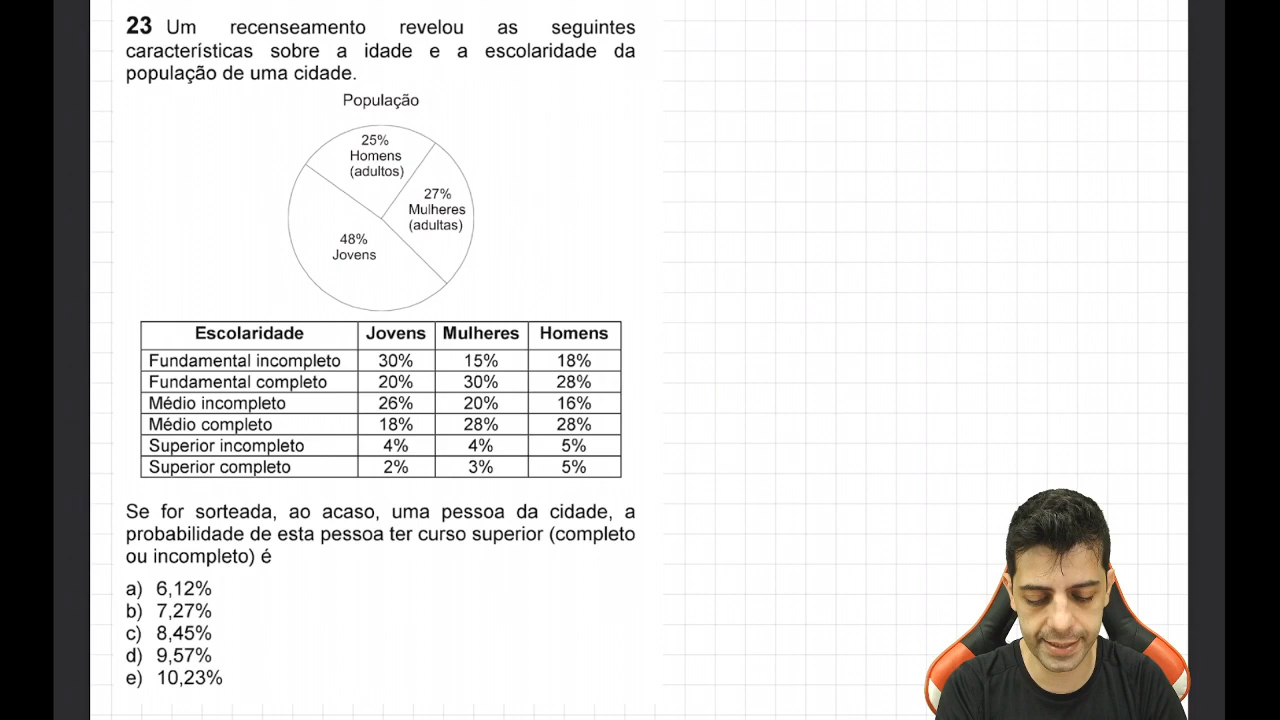 23 Um recenseamento revelou as seguintes
características sobre a idade e a escolaridade da
população de uma cidade.
População
25%
Homens
(adultos)
27%
Mulheres
(adultas)
48%
Jovens
Escolaridade Jovens Mulheres Homens
Fundamental incompleto 30% 15% 18%
Fundamental completo 20% 30% 28%
Médio incompleto 26% 20% 16%
Médio completo 18% 28% 28%
Superior incompleto 4% 4% 5%
Superior completo 2% 3% 5%
Se for sorteada, ao acaso, uma pessoa da cidade, a
probabilidade de esta pessoa ter curso superior (completo
ou incompleto) é
a) 6,12%
b) 7,27%
c) 8,45%
d) 9,57%
e) 10,23%